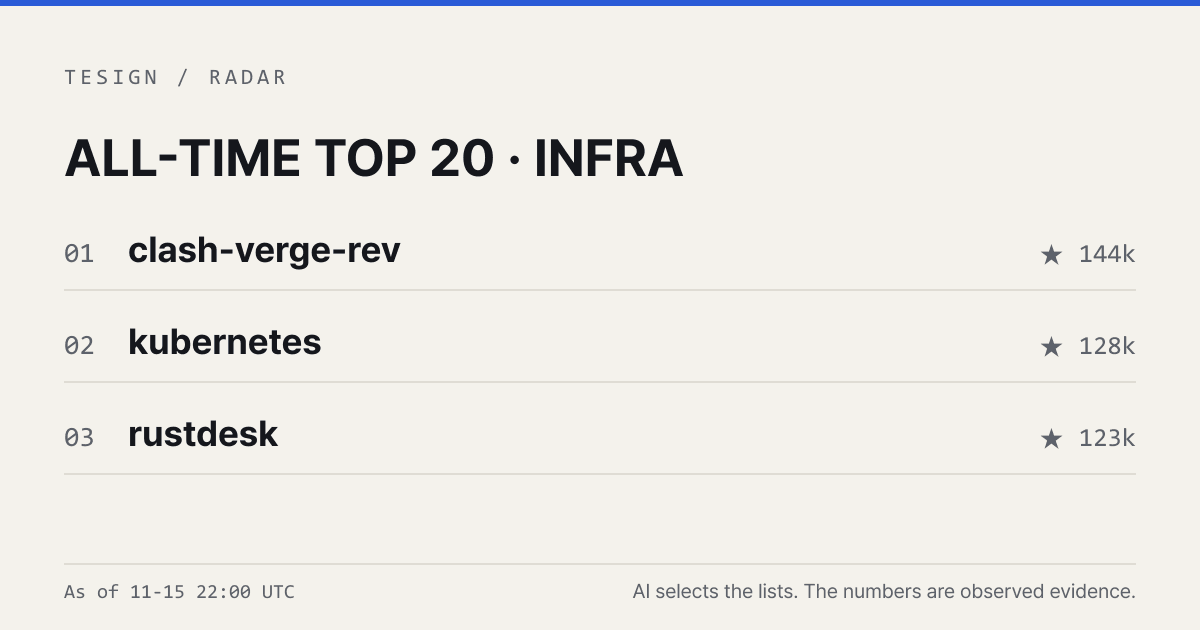 TESIGN / RADAR
ALL-TIME TOP 20 · INFRA
01 clash-verge-rev ★ 144k
02 kubernetes ★ 128k
03 rustdesk ★ 123k
As of 11-15 22:00 UTC
AI selects the lists. The numbers are observed evidence.